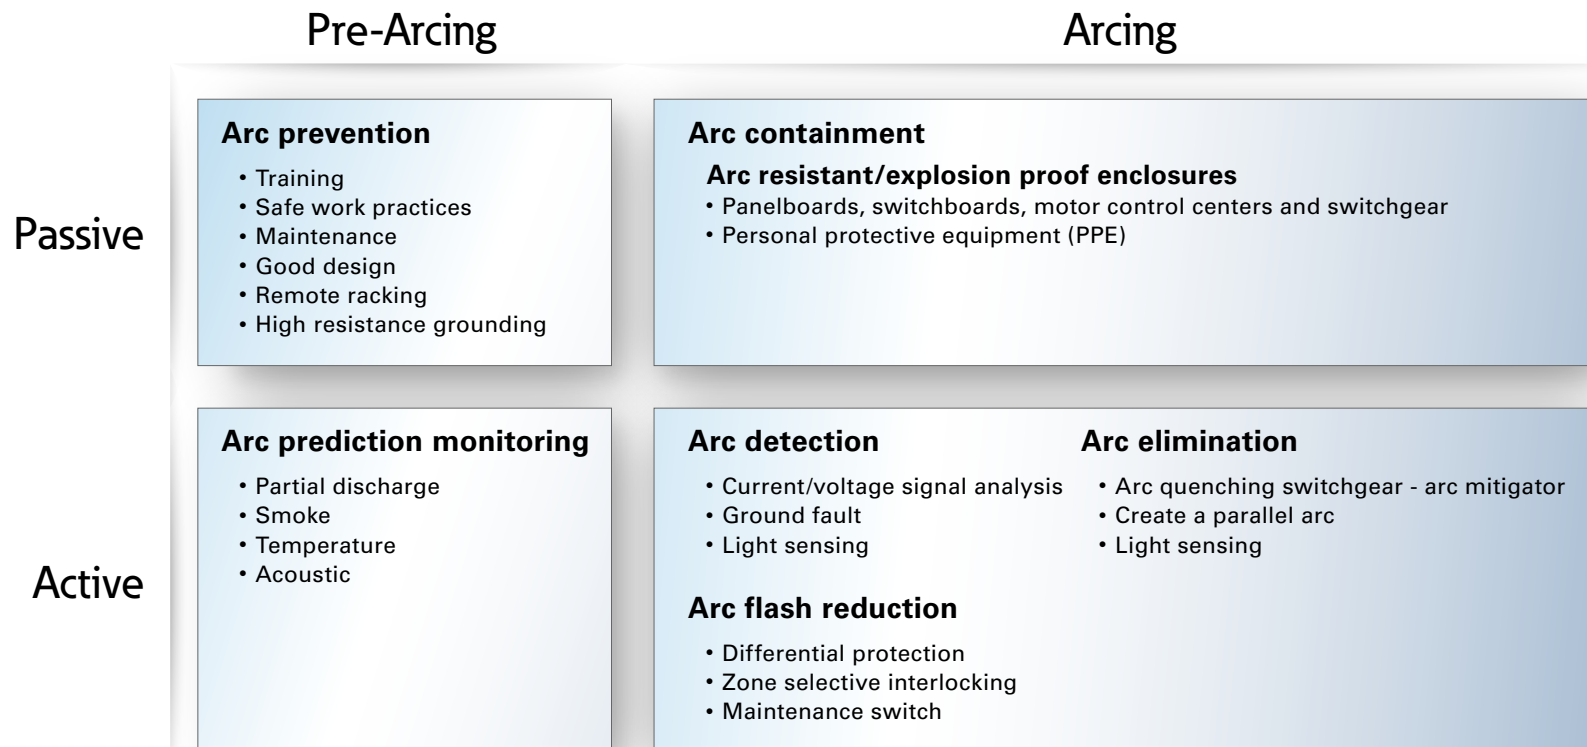 Pre-Arcing
Arcing
Passive
Arc prevention
• Training
• Safe work practices
• Maintenance
• Good design
• Remote racking
• High resistance grounding
Arc containment
Arc resistant/explosion proof enclosures
• Panelboards, switchboards, motor control centers and switchgear
• Personal protective equipment (PPE)
Active
Arc prediction monitoring
• Partial discharge
• Smoke
• Temperature
• Acoustic
Arc detection
• Current/voltage signal analysis
• Ground fault
• Light sensing
Arc elimination
• Arc quenching switchgear - arc mitigator
• Create a parallel arc
• Light sensing
Arc flash reduction
• Differential protection
• Zone selective interlocking
• Maintenance switch